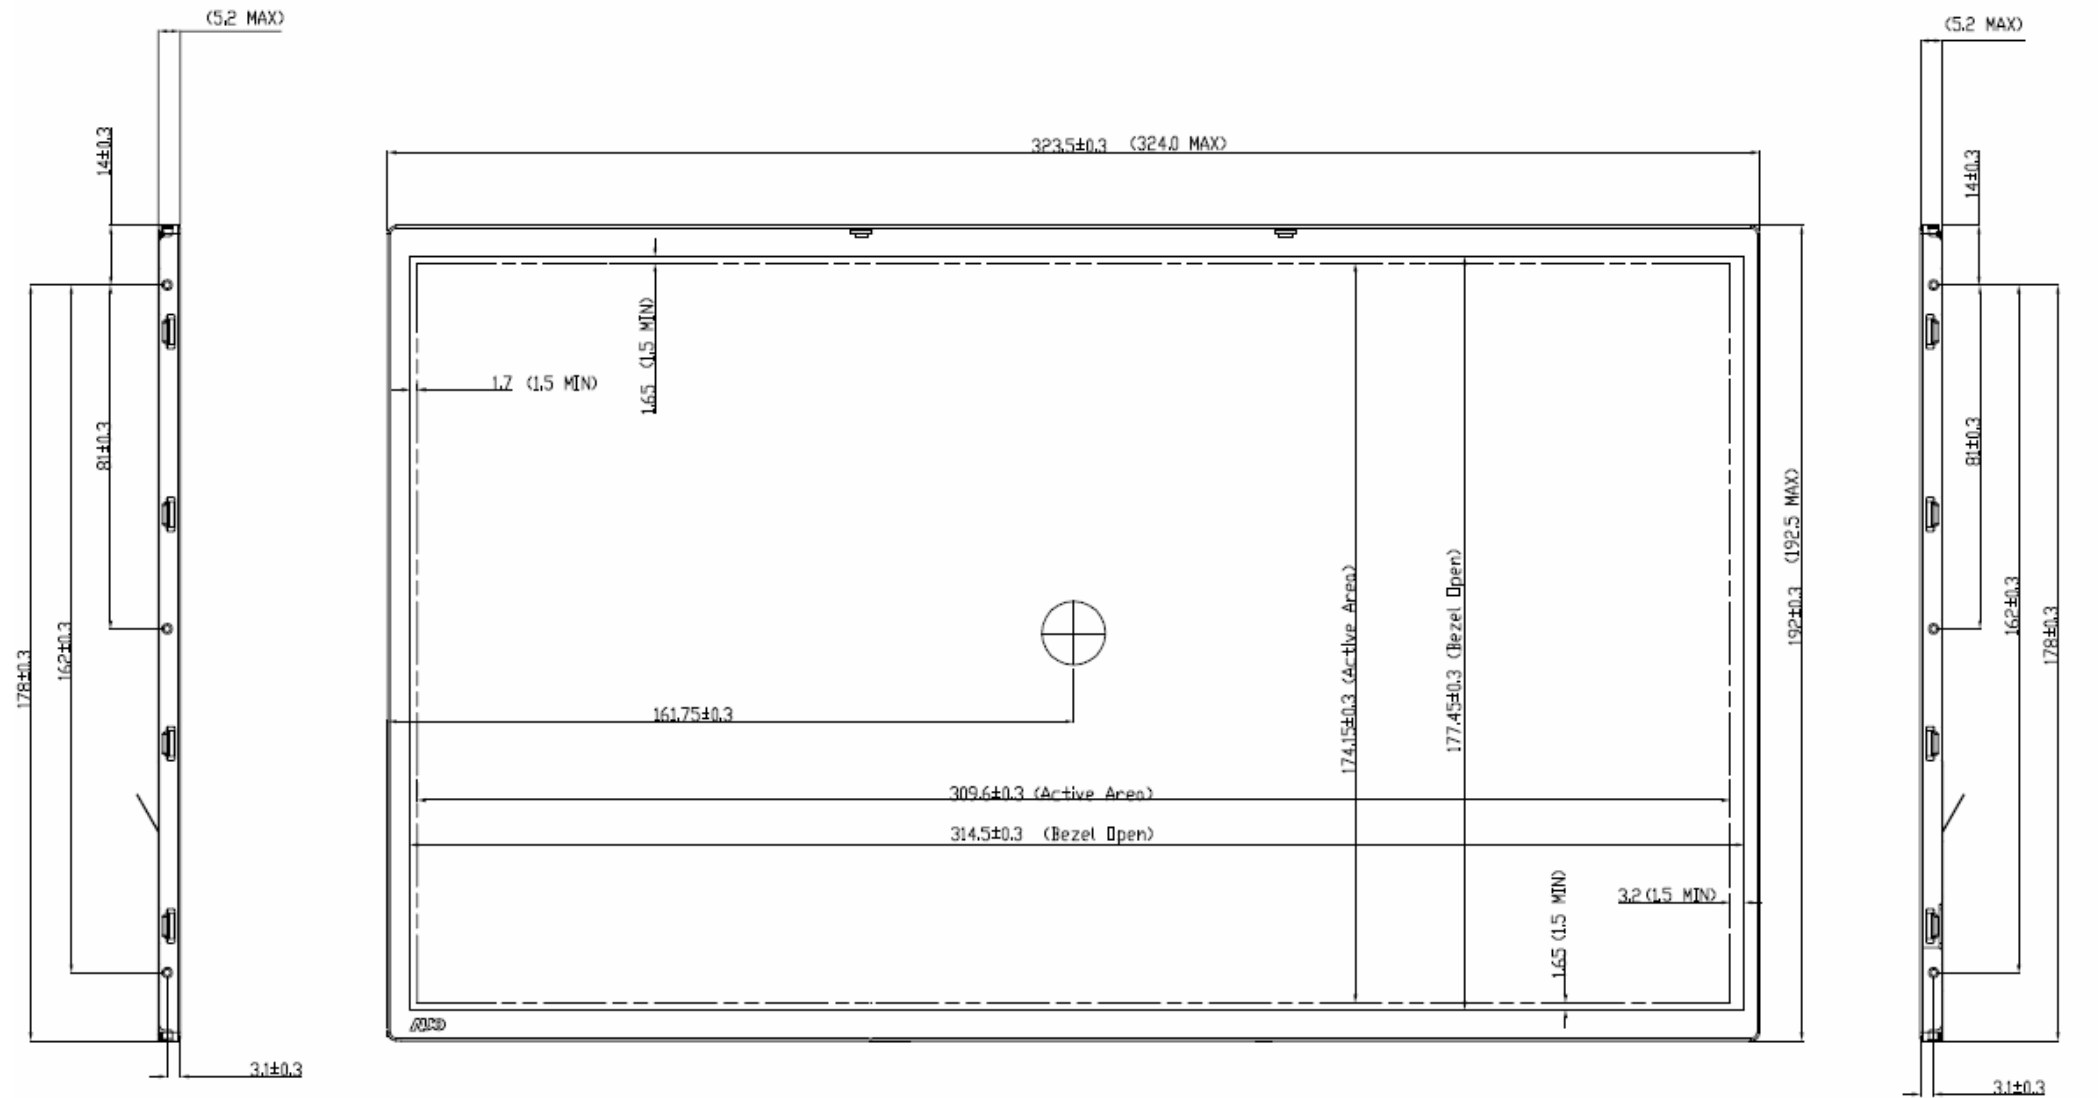 (5.2 MAX)
(5.2 MAX)
14±0.3
323.5±0.3 (324.0 MAX)
14±0.3
1.65 (1.5 MIN)
1.7 (1.5 MIN)
81±0.3
81±0.3
192±0.3 (192.5 MAX)
174.15±0.3 (Active Area)
177.45±0.3 (Bezel Open)
178±0.3
162±0.3
162±0.3
178±0.3
161.75±0.3
309.6±0.3 (Active Area)
314.5±0.3 (Bezel Open)
1.65 (1.5 MIN)
3.2 (1.5 MIN)
AUO
3.1±0.3
3.1±0.3